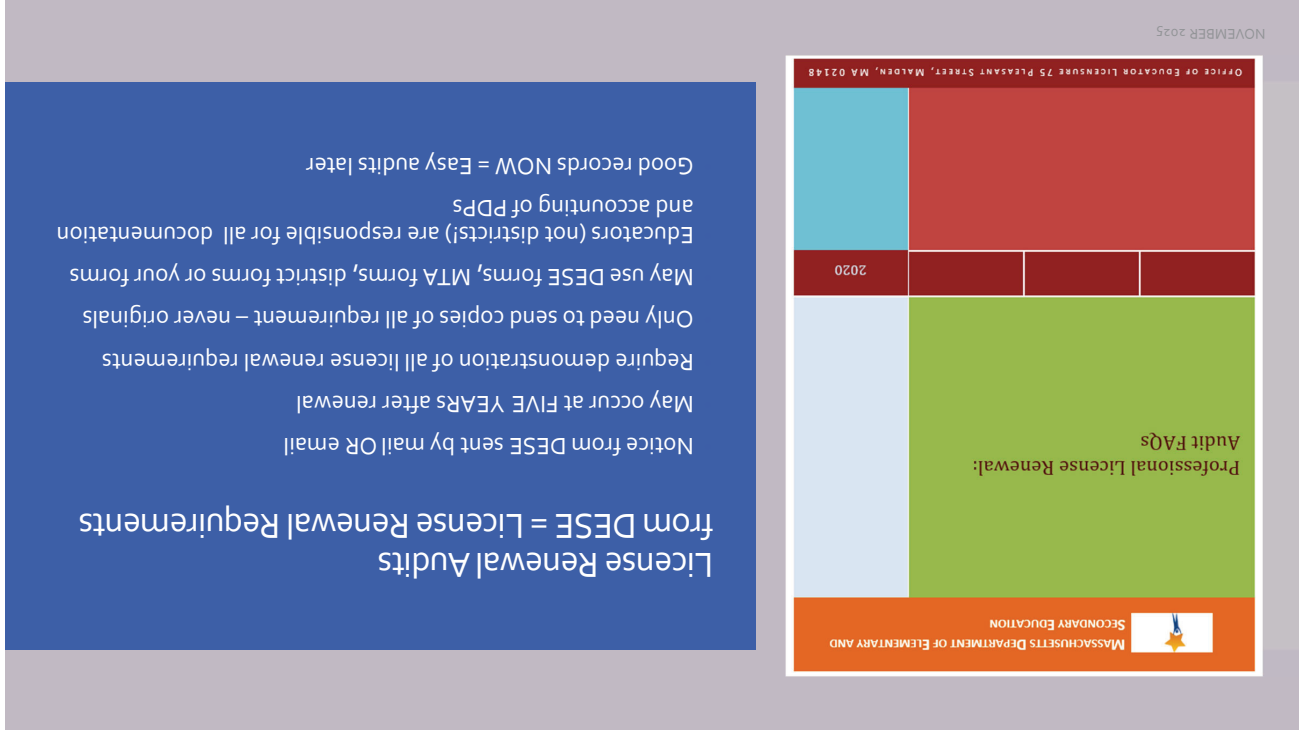 MASSACHUSETTS DEPARTMENT OF ELEMENTARY AND
SECONDARY EDUCATION
Professional License Renewal:
Audit FAQs
2020
OFFICE OF EDUCATOR LICENSURE 75 PLEASANT STREET, MALDEN, MA 02148
License Renewal Audits
from DESE = License Renewal Requirements
Notice from DESE sent by mail OR email
May occur at FIVE YEARs after renewal
Require demonstration of all license renewal requirements
Only need to send copies of all requirement – never originals
May use DESE forms, MTA forms, district forms or your forms
Educators (not districts!) are responsible for all documentation
and accounting of PDPs
Good records NOW = Easy audits later
NOVEMBER 2025